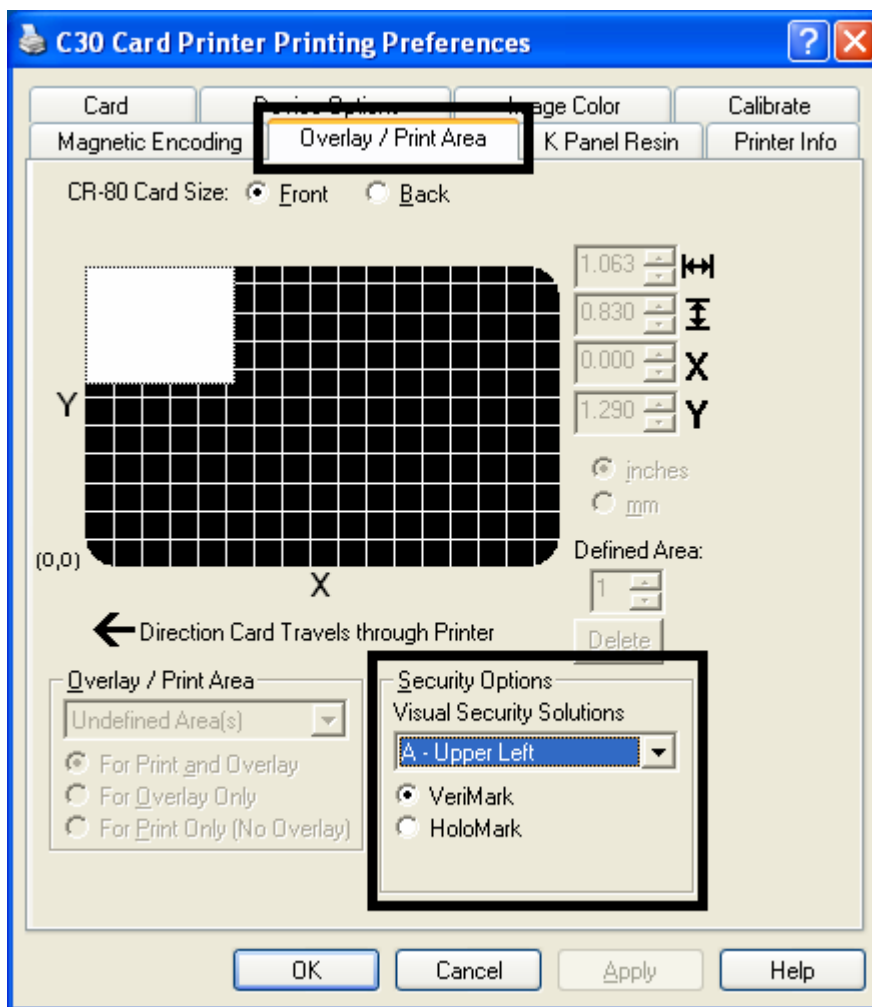 C30 Card Printer Printing Preferences
Card Device Options Image Color Calibrate
Magnetic Encoding Overlay / Print Area K Panel Resin Printer Info
CR-80 Card Size: Front Back
1.063
0.830
0.000 X
1.290 Y
Y
inches
mm
(0,0)
X
Defined Area:
1
Direction Card Travels through Printer
Delete
Overlay / Print Area
Undefined Area(s)
For Print and Overlay
For Overlay Only
For Print Only (No Overlay)
Security Options
Visual Security Solutions
A - Upper Left
VeriMark
HoloMark
OK Cancel Apply Help